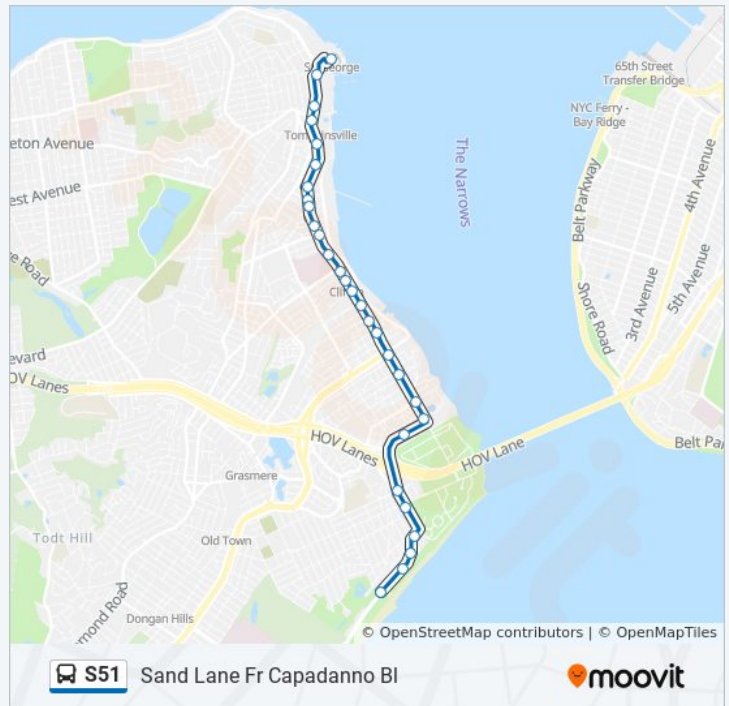 St. George
65th Street
Transfer Bridge
NYC Ferry -
Bay Ridge
eton Avenue
The Narrows
4th Avenue
est Avenue
Belt Parkway
5th Avenue
3rd Avenue
Shore Road
e Road
evard
OV Lanes
HOV Lanes
HOV Lane
Belt Pa
Grasmere
Todt Hill
Old Town
mond Road
Dongan Hills
© OpenStreetMap contributors | © OpenMapTiles
S51 Sand Lane Fr Capadanno Bl
moovit